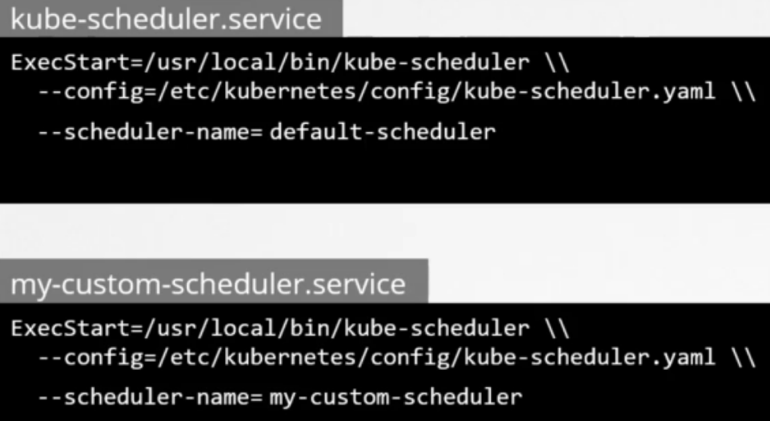 kube-scheduler.service
ExecStart=/usr/local/bin/kube-scheduler \\
--config=/etc/kubernetes/config/kube-scheduler.yaml \\
--scheduler-name= default-scheduler
my-custom-scheduler.service
ExecStart=/usr/local/bin/kube-scheduler \\
--config=/etc/kubernetes/config/kube-scheduler.yaml \\
--scheduler-name= my-custom-scheduler